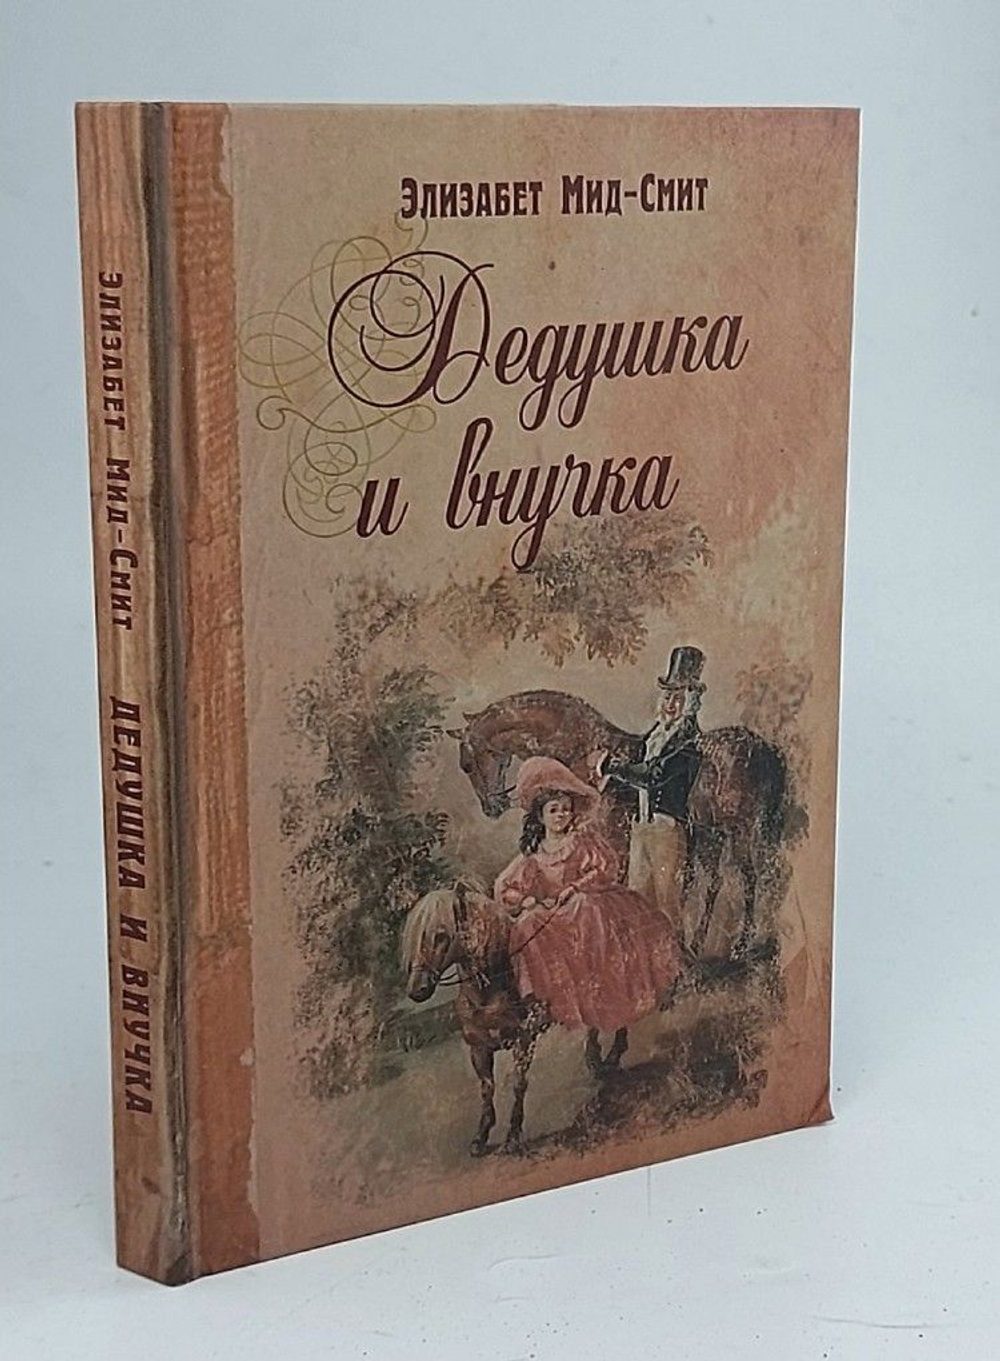 Элизабет Мид-Смит
Дедушка
и внучка
Элизабет Мид-Смит Дедушка и внучка